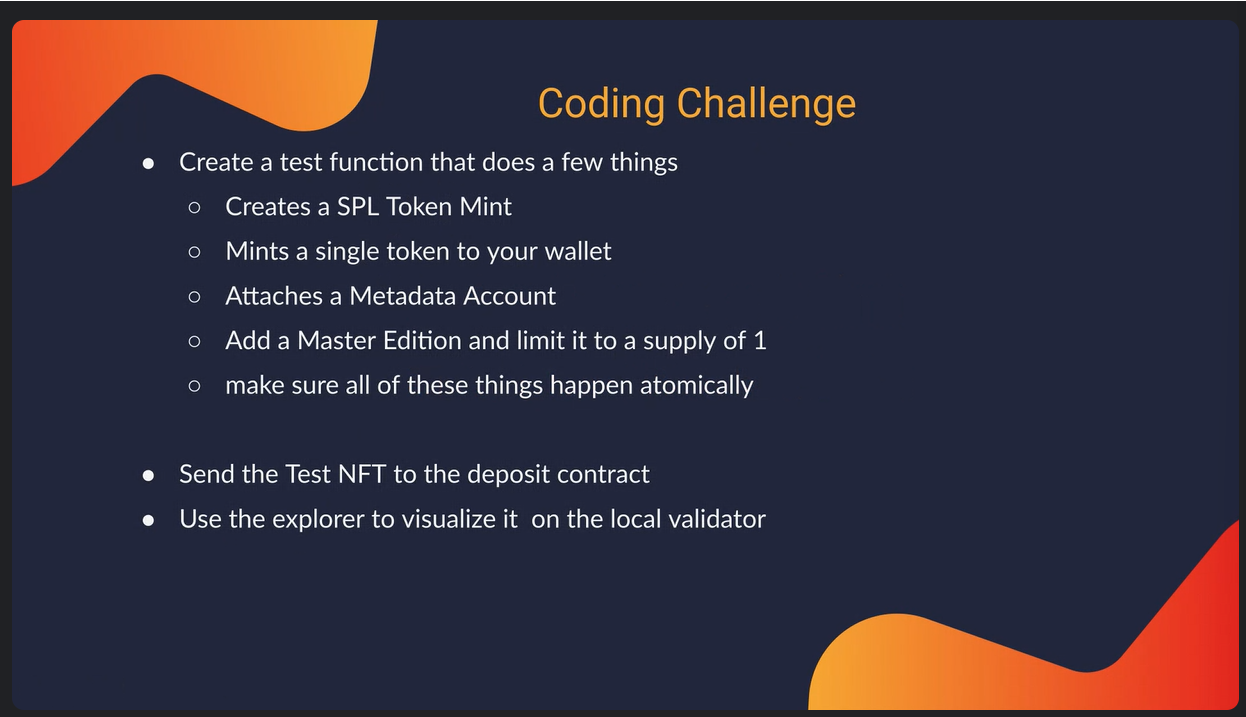 Coding Challenge
● Create a test function that does a few things
○ Creates a SPL Token Mint
○ Mints a single token to your wallet
○ Attaches a Metadata Account
○ Add a Master Edition and limit it to a supply of 1
○ make sure all of these things happen atomically
● Send the Test NFT to the deposit contract
● Use the explorer to visualize it  on the local validator